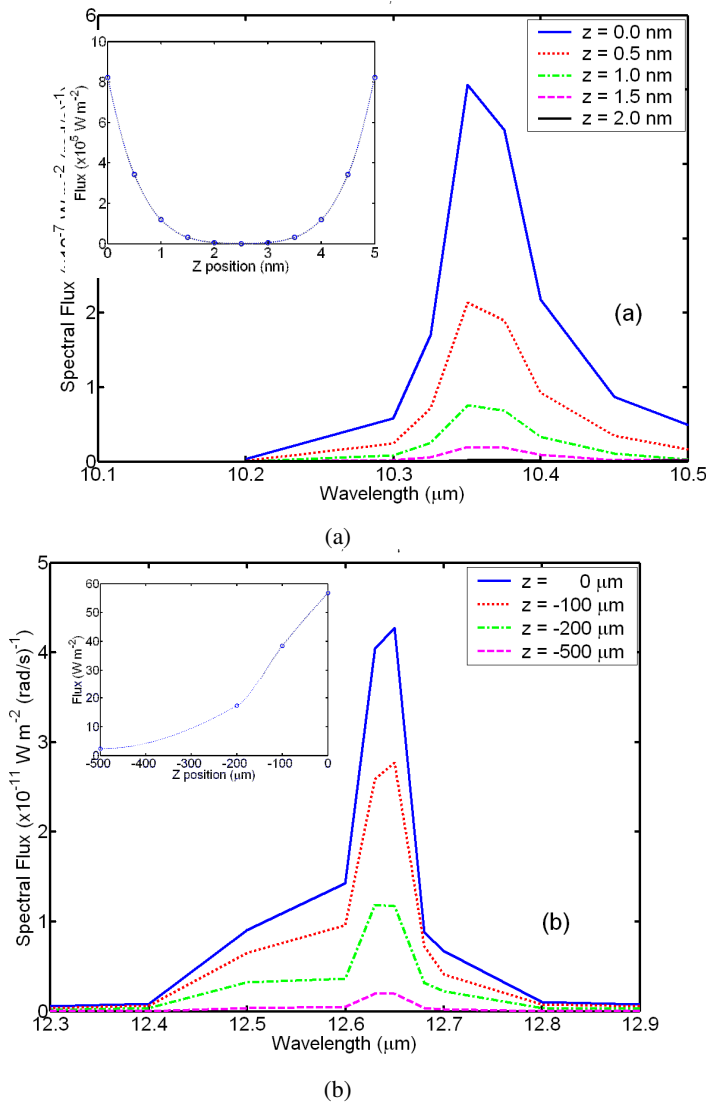 6
2
1
0
10.1
10.2
10.3
10.4
10.5
Wavelength (μm)
Spectral Flux
z = 0.0 nm
z = 0.5 nm
z = 1.0 nm
z = 1.5 nm
z = 2.0 nm
10
8
6
4
2
0
0
1
2
3
4
5
Z position (nm)
Flux (x10^5 W m^-2)
(a)
(a)
5
4
3
2
1
0
12.3
12.4
12.5
12.6
12.7
12.8
12.9
Wavelength (μm)
Spectral Flux (x10^-11 W m^-2 (rad/s)^-1)
z = 0 μm
z = -100 μm
z = -200 μm
z = -500 μm
60
50
40
30
20
10
0
-500
-400
-300
-200
-100
0
Z position (μm)
Flux (W m^-2)
(b)
(b)